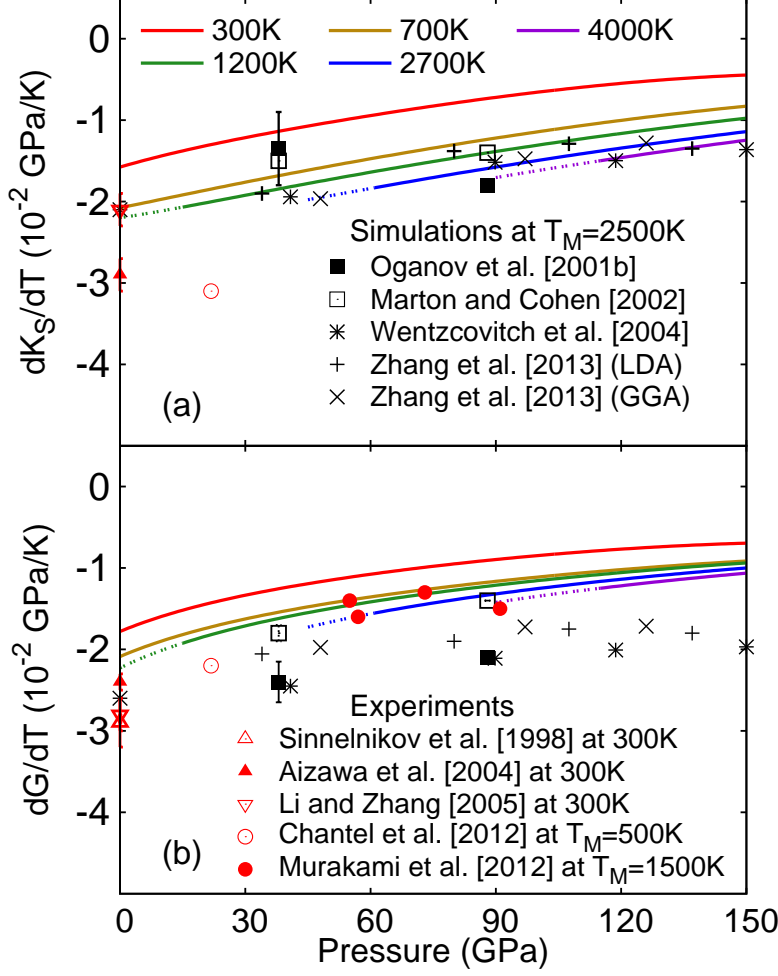 300K 700K 4000K
1200K 2700K
0
-1
-2
-3
-4
dK_S/dT (10^-2 GPa/K)
Simulations at T_M=2500K
Oganov et al. [2001b]
Marton and Cohen [2002]
Wentzcovitch et al. [2004]
Zhang et al. [2013] (LDA)
Zhang et al. [2013] (GGA)
(a)
0
-1
-2
-3
-4
dG/dT (10^-2 GPa/K)
Experiments
Sinnelnikov et al. [1998] at 300K
Aizawa et al. [2004] at 300K
Li and Zhang [2005] at 300K
Chantel et al. [2012] at T_M=500K
Murakami et al. [2012] at T_M=1500K
(b)
0 30 60 90 120 150
Pressure (GPa)